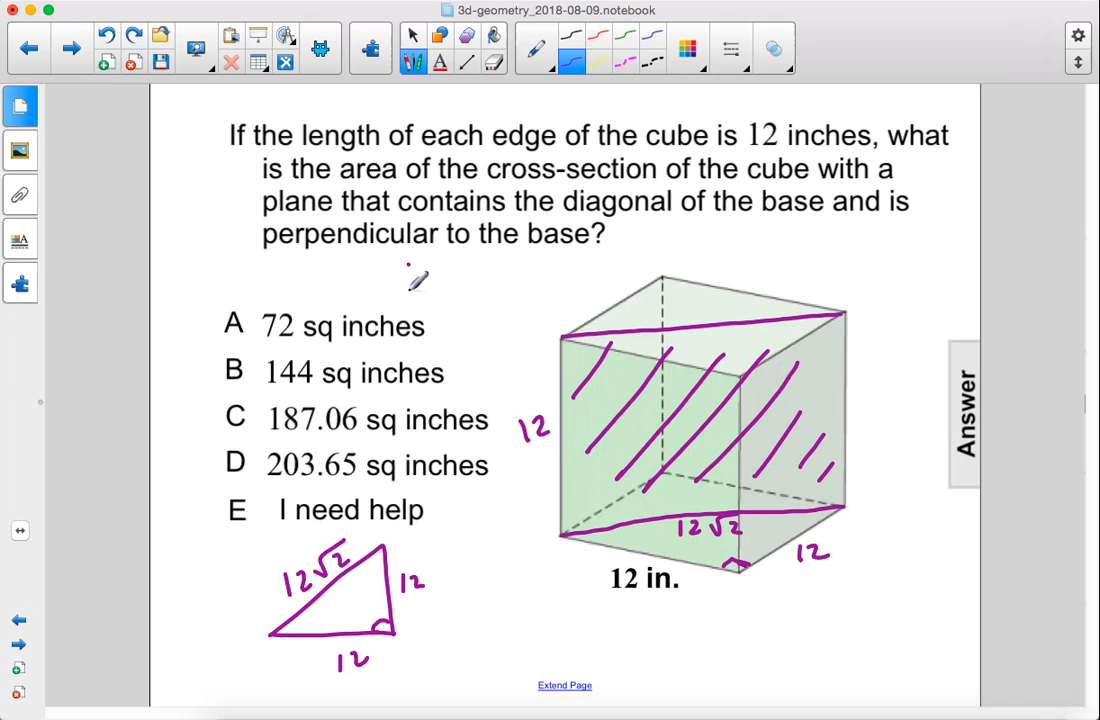 3d-geometry_2018-08-09.notebook
If the length of each edge of the cube is 12 inches, what
is the area of the cross-section of the cube with a
plane that contains the diagonal of the base and is
perpendicular to the base?
A 72 sq inches
B 144 sq inches
C 187.06 sq inches
D 203.65 sq inches
E I need help
12
12√2
12
12 in.
12√2
12
12
Answer
Extend Page